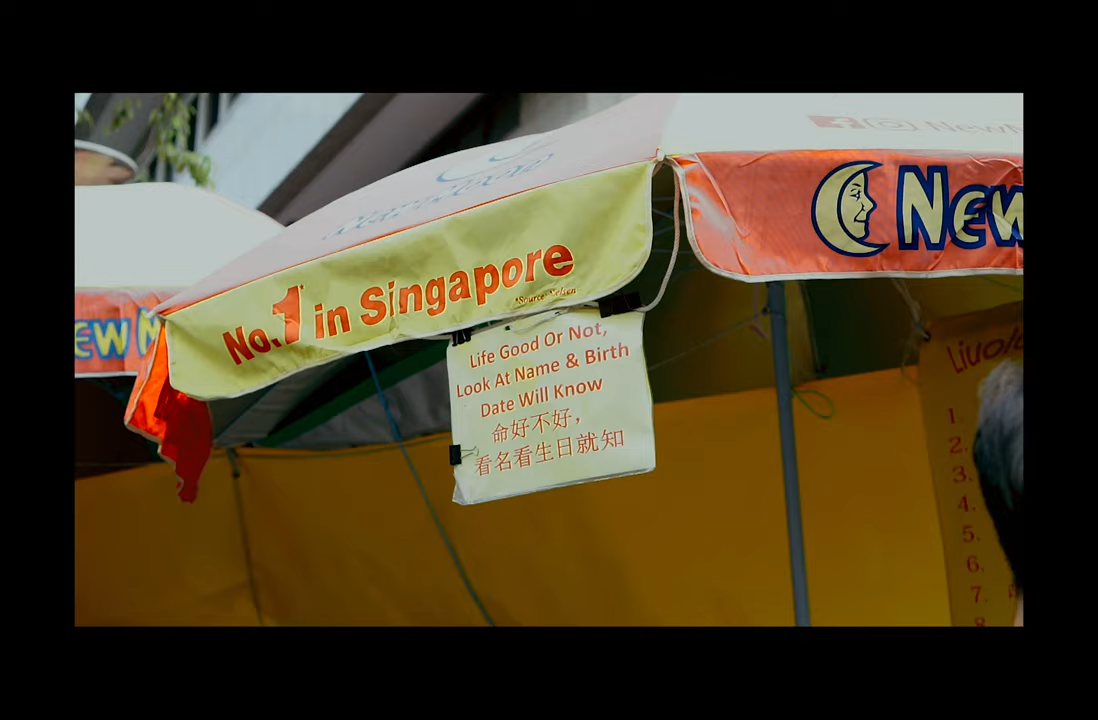 No.1 in Singapore
*Source: Nielsen
New
Life Good Or Not,
Look At Name & Birth
Date Will Know
命好不好，
看名看生日就知
1.
2.
3.
4.
5.
6.
7.
8.